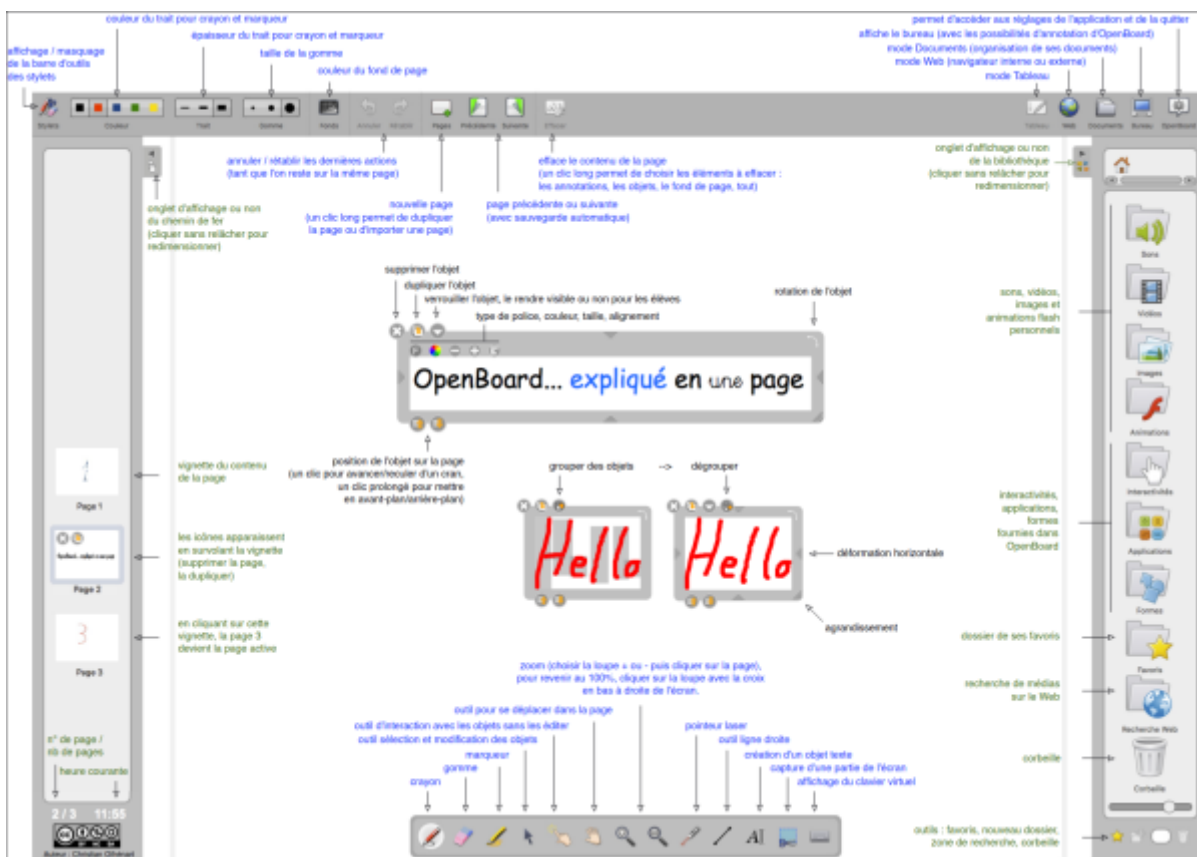 couleur du trait pour crayon et marqueur
épaisseur du trait pour crayon et marqueur
taille de la gomme
couleur du fond de page
affichage / masquage
de la barre d'outils
des stylets
permet d'accéder aux réglages de l'application et de la quitter
affiche le bureau (avec les possibilités d'annotation d'OpenBoard)
mode Documents (organisation de ses documents)
mode Web (navigateur interne ou externe)
mode Tableau
Stylets
Couleur
Trait
Gomme
Fonds
Annuler
Rétablir
Pages
Précédente
Suivante
Effacer
Tableau
Web
Documents
Bureau
OpenBoard
annuler / rétablir les dernières actions
(tant que l'on reste sur la même page)
efface le contenu de la page
(un clic long permet de choisir les éléments à effacer :
les annotations, les objets, le fond de page, tout)
nouvelle page
(un clic long permet de dupliquer
la page ou d'importer une page)
page précédente ou suivante
(avec sauvegarde automatique)
onglet d'affichage ou non
du chemin de fer
(cliquer sans relâcher pour
redimensionner)
onglet d'affichage ou non
de la bibliothèque
(cliquer sans relâcher pour
redimensionner)
supprimer l'objet
dupliquer l'objet
verrouiller l'objet, le rendre visible ou non pour les élèves
type de police, couleur, taille, alignement
rotation de l'objet
OpenBoard... expliqué en une page
position de l'objet sur la page
(un clic pour avancer/reculer d'un cran,
un clic prolongé pour mettre
en avant-plan/arrière-plan)
grouper des objets -> dégrouper
Hello
Hello
déformation horizontale
agrandissement
vignette du contenu
de la page
les icônes apparaissent
en survolant la vignette
(supprimer la page,
la dupliquer)
en cliquant sur cette
vignette, la page 3
devient la page active
1
Page 1
Page 2
3
Page 3
n° de page /
nb de pages
heure courante
2 / 3 11:55
Auteur : Christian Othérart
sons, vidéos,
images et
animations flash
personnels
interactivités,
applications,
formes
fournies dans
OpenBoard
dossier de ses favoris
recherche de médias
sur le Web
corbeille
outils : favoris, nouveau dossier,
zone de recherche, corbeille
Sons
Vidéos
Images
Animations
Interactivités
Applications
Formes
Favoris
Recherche Web
Corbeille
zoom (choisir la loupe + ou - puis cliquer sur la page),
pour revenir au 100%, cliquer sur la loupe avec la croix
en bas à droite de l'écran.
outil pour se déplacer dans la page
outil d'interaction avec les objets sans les éditer
outil sélection et modification des objets
marqueur
gomme
crayon
pointeur laser
outil ligne droite
création d'un objet texte
capture d'une partie de l'écran
affichage du clavier virtuel
AI